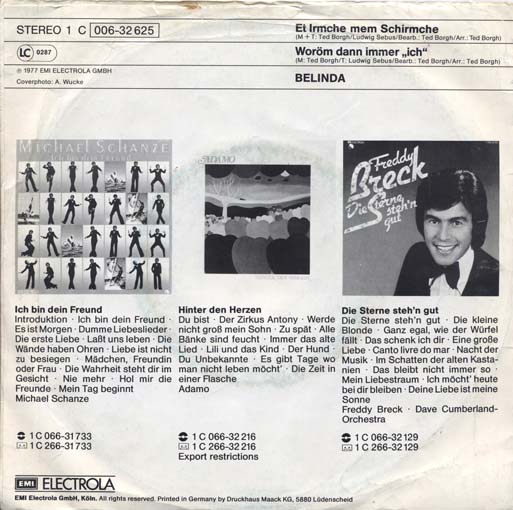 STEREO 1 C 006-32 625
Et Irmche mem Schirmche
(M + T: Ted Borgh/T: Ludwig Sebus/Bearb.: Ted Borgh/Arr.: Ted Borgh)
LC 0287
Woröm dann immer „ich“
(M: Ted Borgh/T: Ludwig Sebus/Bearb.: Ted Borgh/Arr.: Ted Borgh)
℗ 1977 EMI ELECTROLA GMBH
Coverphoto: A. Wucke
BELINDA
MICHAEL SCHANZE
Ich bin dein Freund
ADAMO
Freddy
Breck
Die Sterne
steh'n
gut
Ich bin dein Freund
Introduktion · Ich bin dein Freund ·
Es ist Morgen · Dumme Liebeslieder ·
Die erste Liebe · Laßt uns leben · Die
Wände haben Ohren · Liebe ist nicht
zu besiegen · Mädchen, Freundin
oder Frau · Die Wahrheit steht dir im
Gesicht · Nie mehr · Hol mir die
Freunde · Mein Tag beginnt
Michael Schanze
1 C 066-31 733
1 C 266-31 733
Hinter den Herzen
Du bist · Der Zirkus Antony · Werde
nicht groß mein Sohn · Zu spät · Alle
Bänke sind feucht · Immer das alte
Lied · Lili und das Kind · Der Hund ·
Du Unbekannte · Es gibt Tage wo
man nicht leben möcht' · Die Zeit in
einer Flasche
Adamo
1 C 066-32 216
1 C 266-32 216
Export restrictions
Die Sterne steh'n gut
Die Sterne steh'n gut · Die kleine
Blonde · Ganz egal, wie der Würfel
fällt · Das schenk ich dir · Eine große
Liebe · Canto livre do mar · Nacht der
Musik · Im Schatten der alten Kasta-
nien · Das bleibt nicht immer so ·
Mein Liebestraum · Ich möcht' heute
bei dir bleiben · Deine Liebe ist meine
Sonne
Freddy Breck · Dave Cumberland-
Orchestra
1 C 066-32 129
1 C 266-32 129
EMI ELECTROLA
EMI Electrola GmbH, Köln. All rights reserved. Printed in Germany by Druckhaus Maack KG, 5880 Lüdenscheid